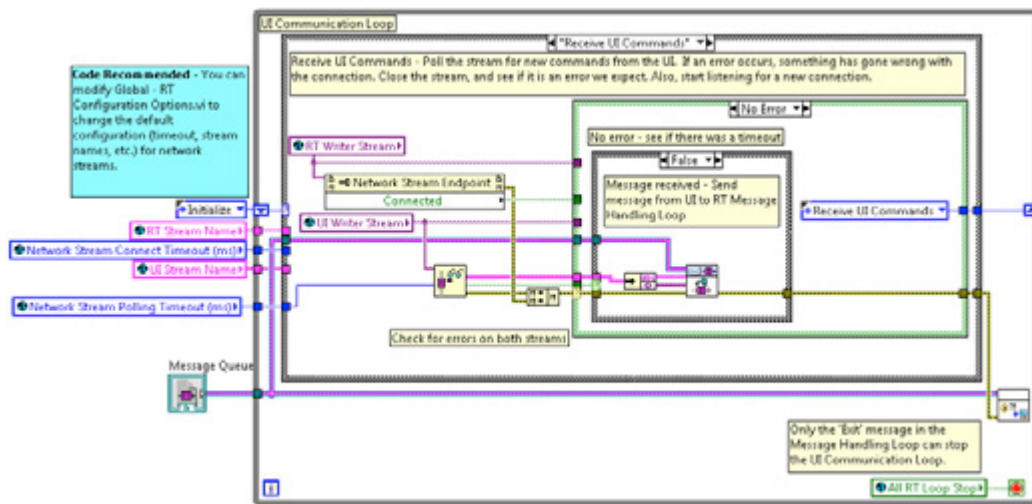 UI Communication Loop
"Receive UI Commands"
Receive UI Commands - Poll the stream for new commands from the UI. If an error occurs, something has gone wrong with
the connection. Close the stream, and see if it is an error we expect. Also, start listening for a new connection.
Code Recommended - You can
modify Global - RT
Configuration Options.vi to
change the default
configuration (timeout, stream
names, etc.) for network
streams.
No Error
No error - see if there was a timeout
RT Writer Stream
False
Network Stream Endpoint
Connected
Message received - Send
message from UI to RT Message
Handling Loop
Initialize
Receive UI Commands
UI Writer Stream
RT Stream Name
Network Stream Connect Timeout (ms)
UI Stream Name
Network Stream Polling Timeout (ms)
Check for errors on both streams
Message Queue
Only the 'Exit' message in the
Message Handling Loop can stop
the UI Communication Loop.
i
All RT Loop Stop